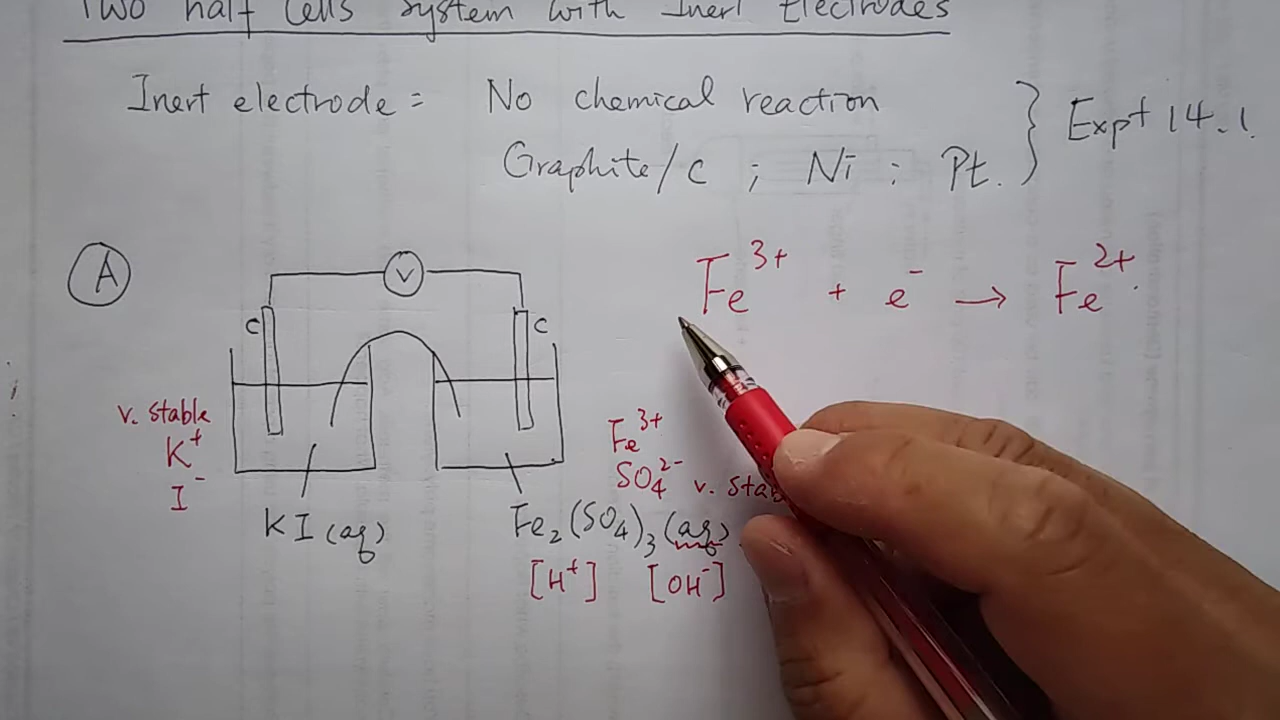 Two half cells system with Inert Electrodes
Inert electrode = No chemical reaction
Graphite/C ; Ni : Pt.
} Expt 14.1.
A
V
C
C
Fe³⁺ + e⁻ → Fe²⁺.
v. stable
K⁺
I⁻
Fe³⁺
SO₄²⁻ v. sta
KI(aq)
Fe₂(SO₄)₃(aq)
[H⁺] [OH⁻]